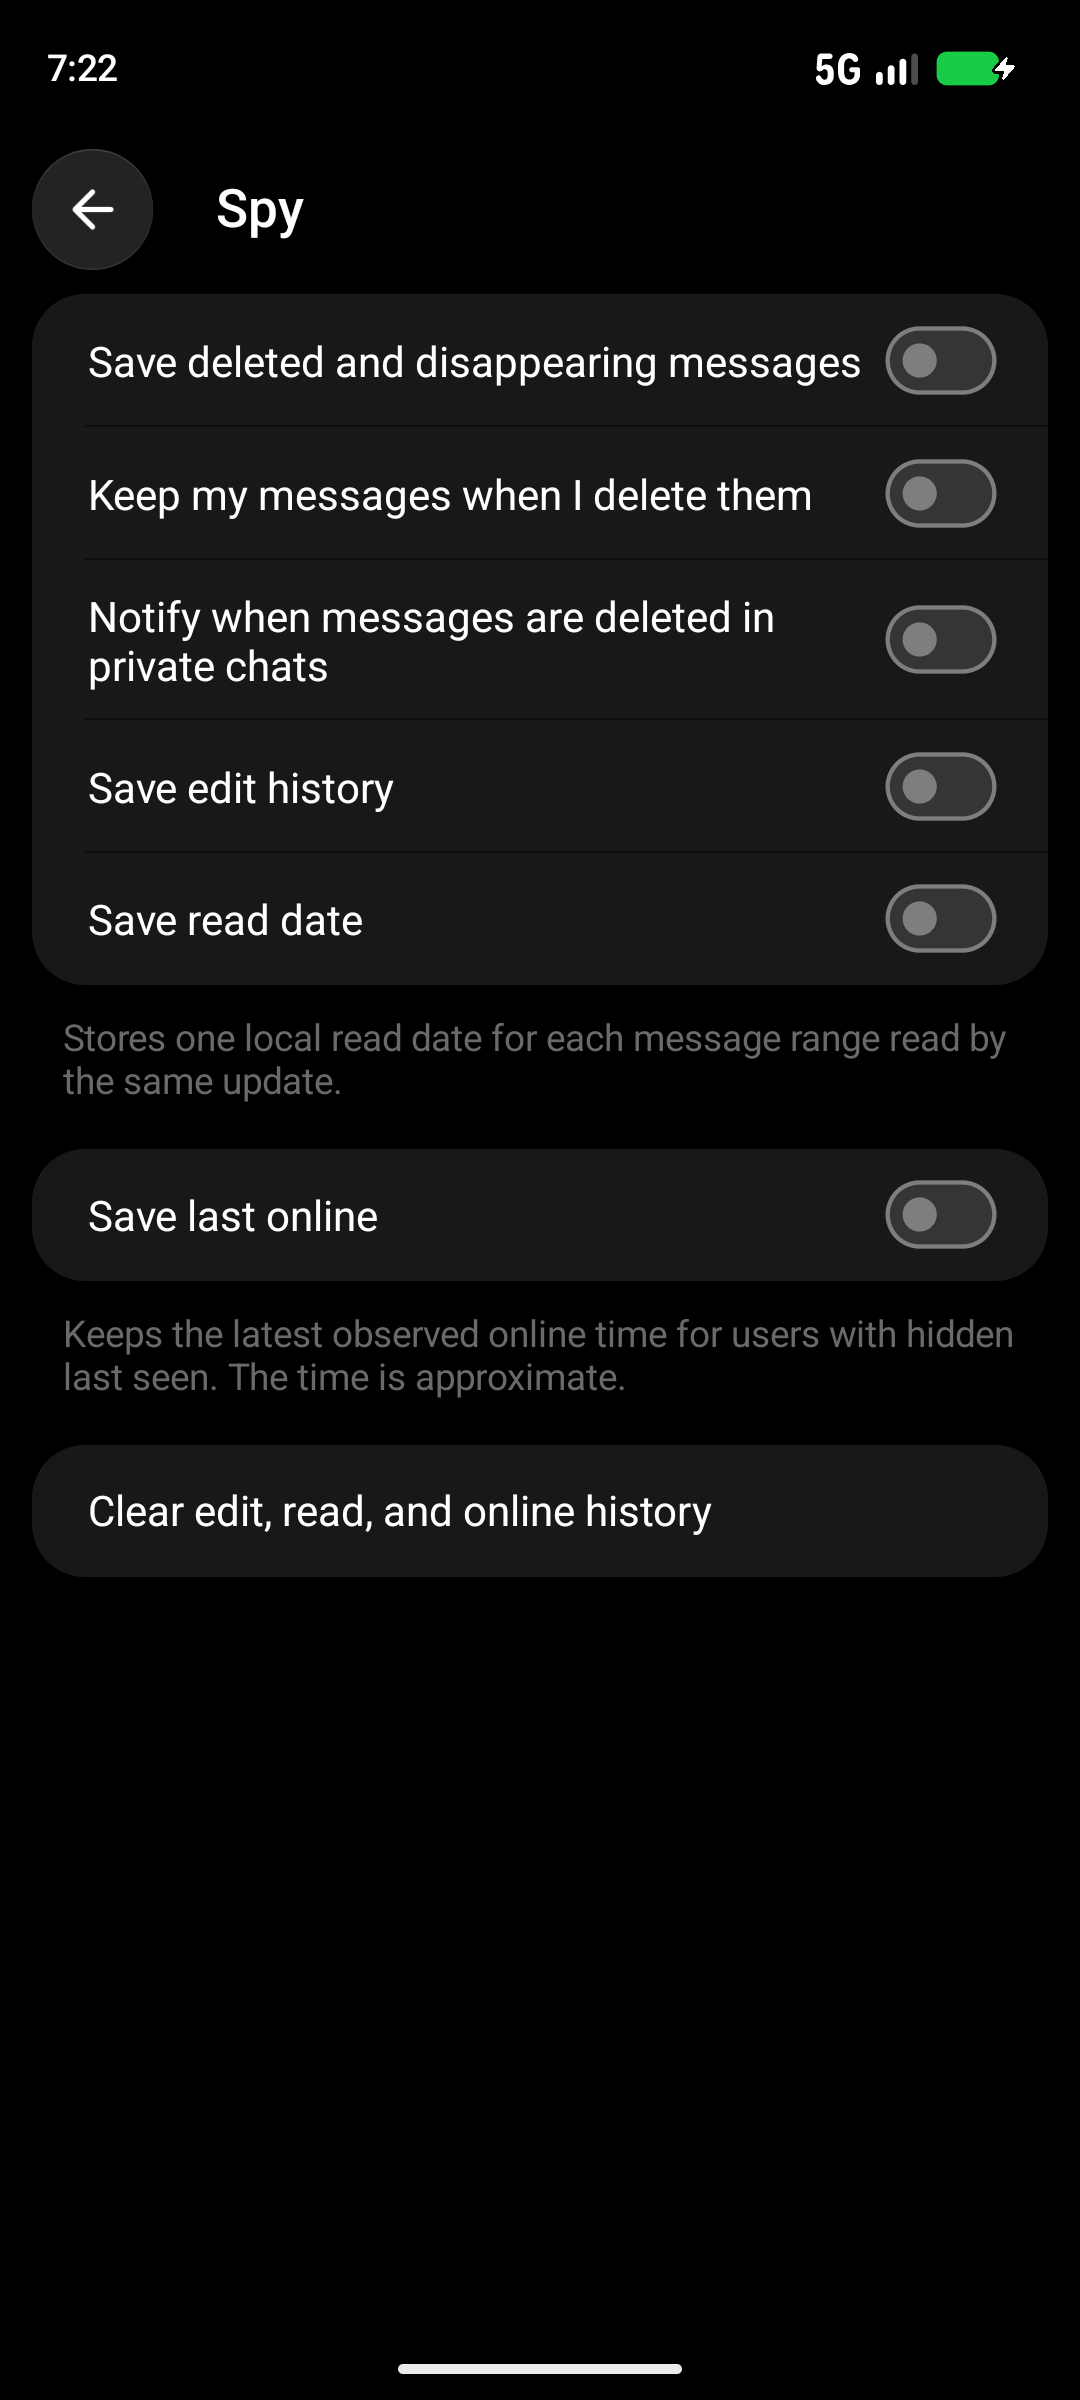 7:22
5G
Spy
Save deleted and disappearing messages
Keep my messages when I delete them
Notify when messages are deleted in
private chats
Save edit history
Save read date
Stores one local read date for each message range read by
the same update.
Save last online
Keeps the latest observed online time for users with hidden
last seen. The time is approximate.
Clear edit, read, and online history